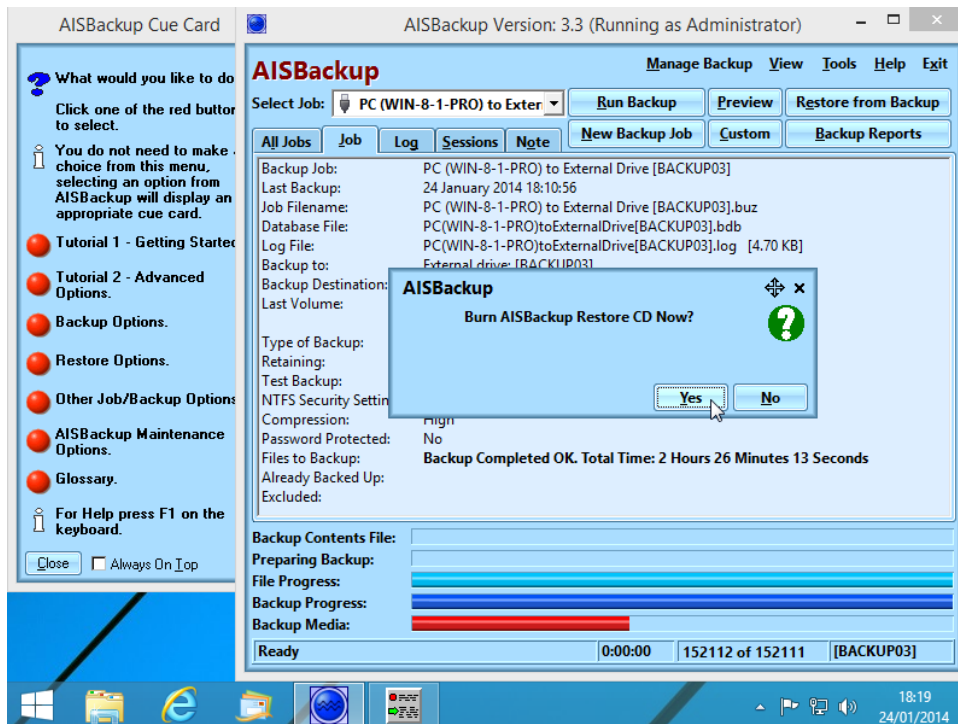 AISBackup Cue Card
What would you like to do
Click one of the red button
to select.
You do not need to make
choice from this menu,
selecting an option from
AISBackup will display an
appropriate cue card.
Tutorial 1 - Getting Started
Tutorial 2 - Advanced
Options.
Backup Options.
Restore Options.
Other Job/Backup Options
AISBackup Maintenance
Options.
Glossary.
For Help press F1 on the
keyboard.
Close
Always On Top
AISBackup Version: 3.3 (Running as Administrator)
AISBackup
Manage Backup View Tools Help Exit
Select Job: PC (WIN-8-1-PRO) to Exter
Run Backup Preview Restore from Backup
All Jobs Job Log Sessions Note
New Backup Job Custom Backup Reports
Backup Job: PC (WIN-8-1-PRO) to External Drive [BACKUP03]
Last Backup: 24 January 2014 18:10:56
Job Filename: PC (WIN-8-1-PRO) to External Drive [BACKUP03].buz
Database File: PC(WIN-8-1-PRO)toExternalDrive[BACKUP03].bdb
Log File: PC(WIN-8-1-PRO)toExternalDrive[BACKUP03].log [4.70 KB]
Backup to: External drive: [BACKUP03]
Backup Destination:
Last Volume:
Type of Backup:
Retaining:
Test Backup:
NTFS Security Settin
Compression: High
Password Protected: No
Files to Backup: Backup Completed OK. Total Time: 2 Hours 26 Minutes 13 Seconds
Already Backed Up:
Excluded:
AISBackup
Burn AISBackup Restore CD Now?
Yes No
Backup Contents File:
Preparing Backup:
File Progress:
Backup Progress:
Backup Media:
Ready 0:00:00 152112 of 152111 [BACKUP03]
18:19
24/01/2014